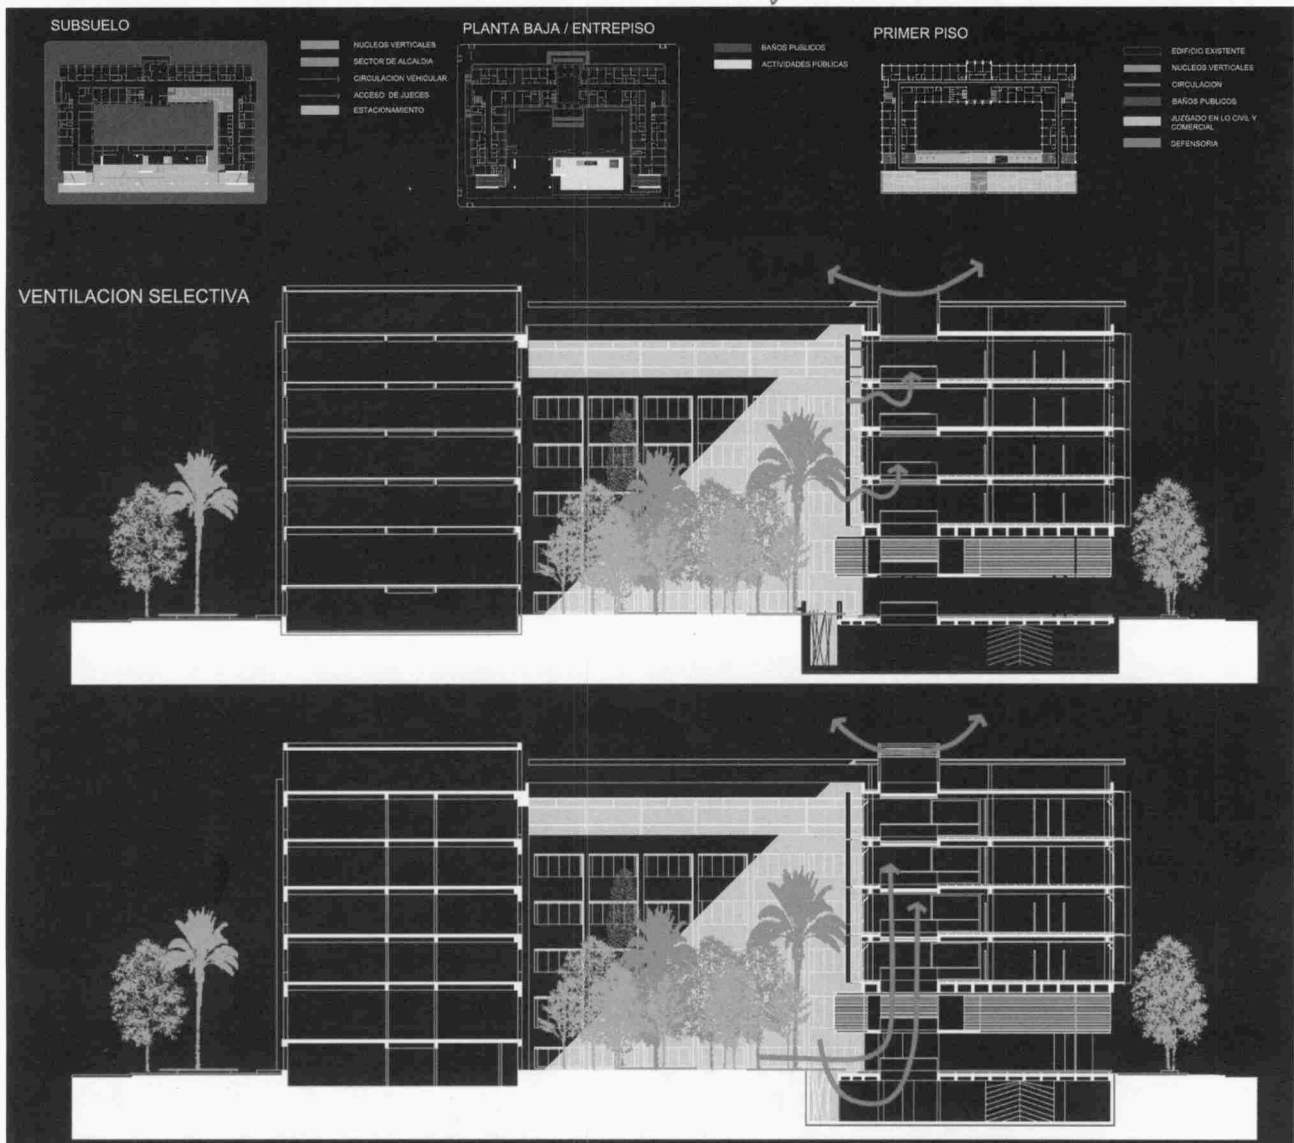 SUBSUELO
NUCLEOS VERTICALES
SECTOR DE ALCALDIA
CIRCULACION VEHICULAR
ACCESO DE JUECES
ESTACIONAMIENTO
PLANTA BAJA / ENTREPISO
BAÑOS PUBLICOS
ACTIVIDADES PÚBLICAS
PRIMER PISO
EDIFICIO EXISTENTE
NUCLEOS VERTICALES
CIRCULACION
BAÑOS PUBLICOS
JUZGADO EN LO CIVIL Y
COMERCIAL
DEFENSORIA
VENTILACION SELECTIVA